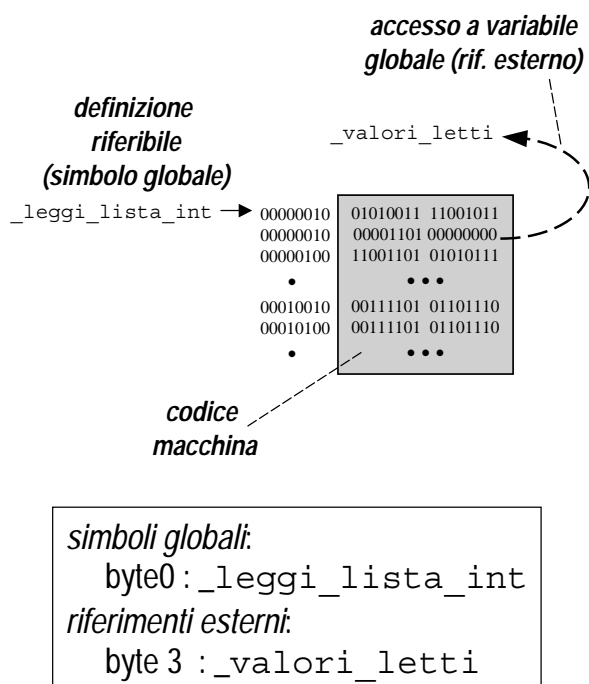 accesso a variabile
globale (rif. esterno)
definizione
riferibile
(simbolo globale)
_valori_letti
_leggi_lista_int
00000010 01010011 11001011
00000010 00001101 00000000
00000100 11001101 01010111
• •••
00010010 00111101 01101110
00010100 00111101 01101110
• •••
codice
macchina
simboli globali:
byte0 : _leggi_lista_int
riferimenti esterni:
byte 3 : _valori_letti